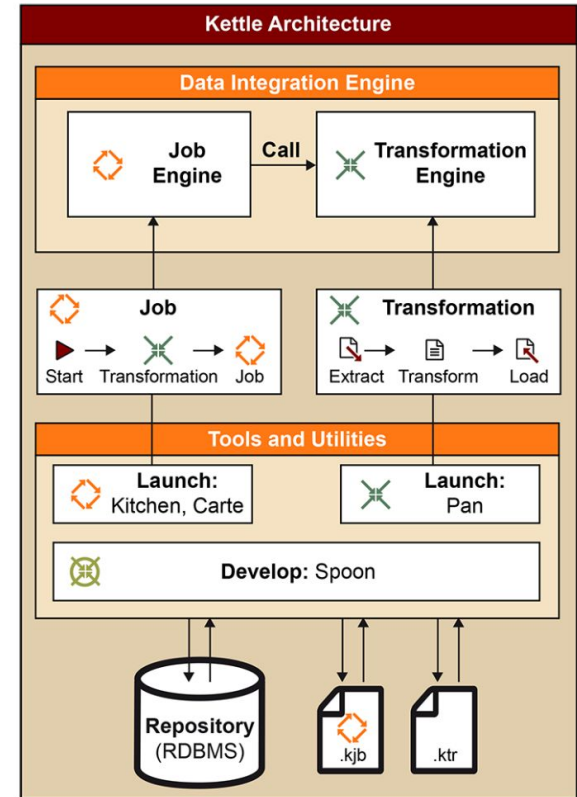 Kettle Architecture
Data Integration Engine
Job
Engine
Call
Transformation
Engine
Job
Start
Transformation
Job
Transformation
Extract
Transform
Load
Tools and Utilities
Launch:
Kitchen, Carte
Launch:
Pan
Develop: Spoon
Repository
(RDBMS)
.kjb
.ktr